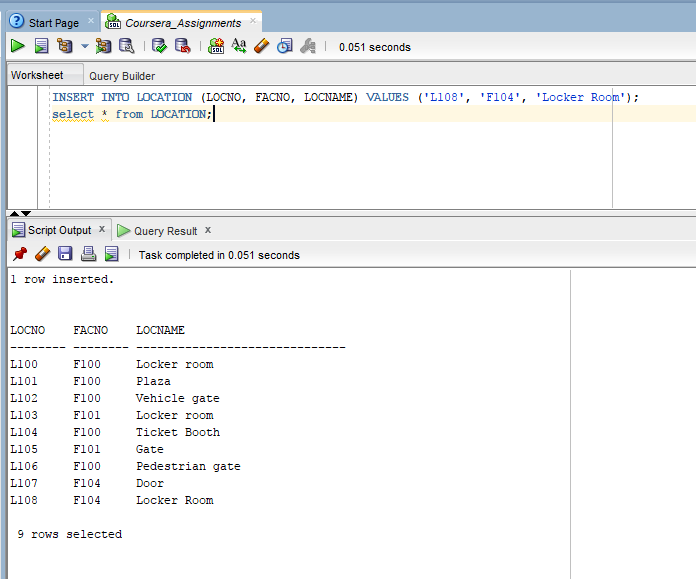 Start Page
Coursera_Assignments
SQL
SQL Aa 0.051 seconds
Worksheet Query Builder
INSERT INTO LOCATION (LOCNO, FACNO, LOCNAME) VALUES ('L108', 'F104', 'Locker Room');
select * from LOCATION;
Script Output x Query Result x
Task completed in 0.051 seconds
1 row inserted.
LOCNO FACNO LOCNAME
-------- -------- ------------------------------
L100 F100 Locker room
L101 F100 Plaza
L102 F100 Vehicle gate
L103 F101 Locker room
L104 F100 Ticket Booth
L105 F101 Gate
L106 F100 Pedestrian gate
L107 F104 Door
L108 F104 Locker Room
9 rows selected